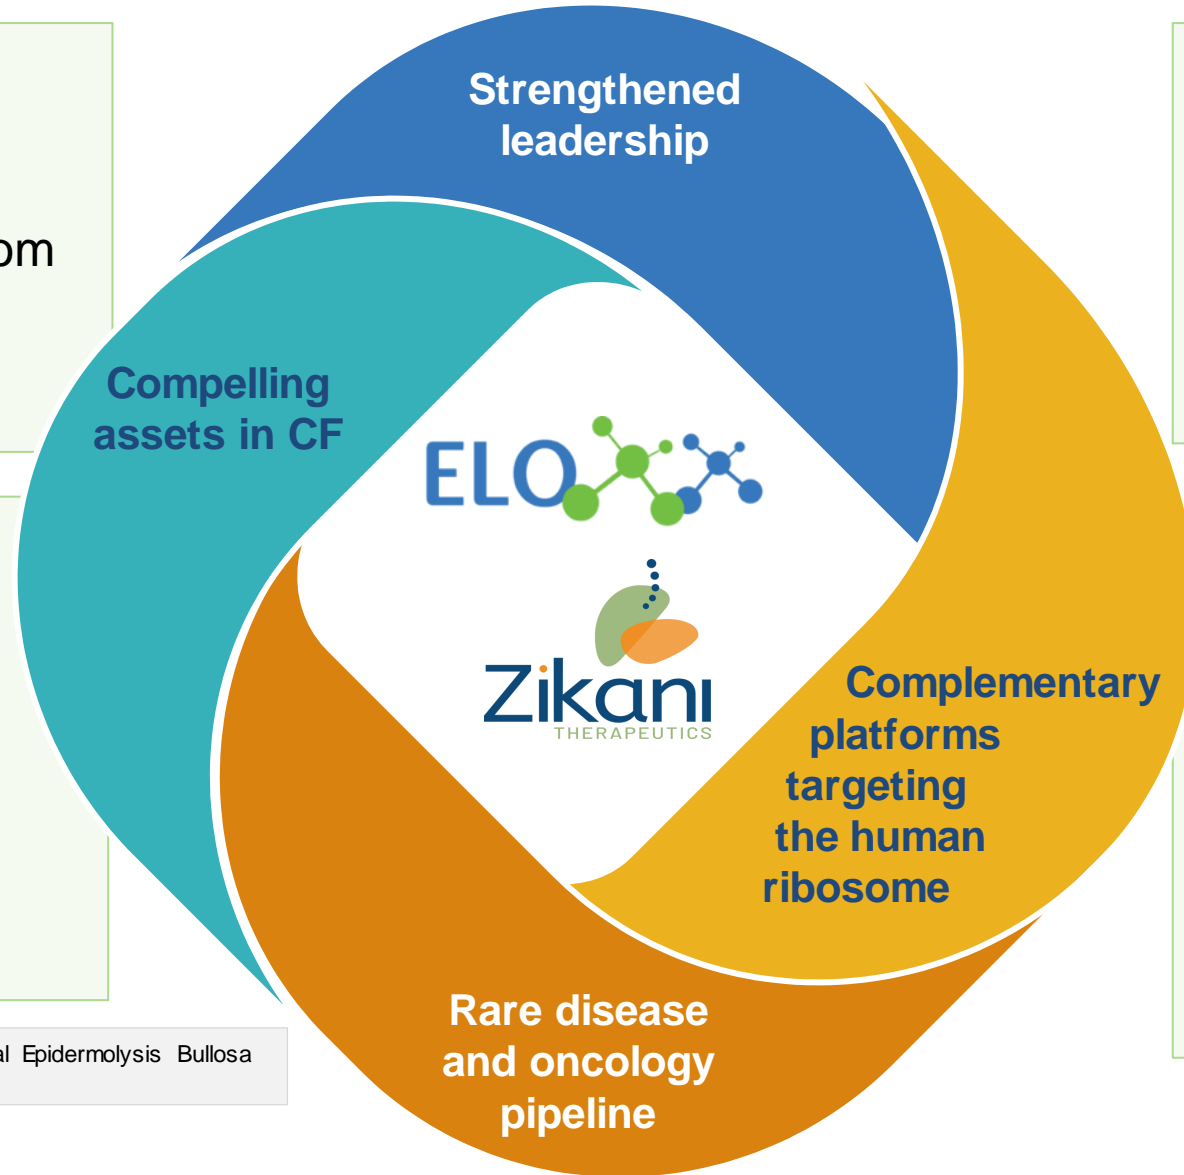 Strengthened
leadership
om
Compelling
assets in CF
ELOXX
Zikani
THERAPEUTICS
Complementary
platforms
targeting
the human
ribosome
Rare disease
and oncology
pipeline
al Epidermolysis Bullosa